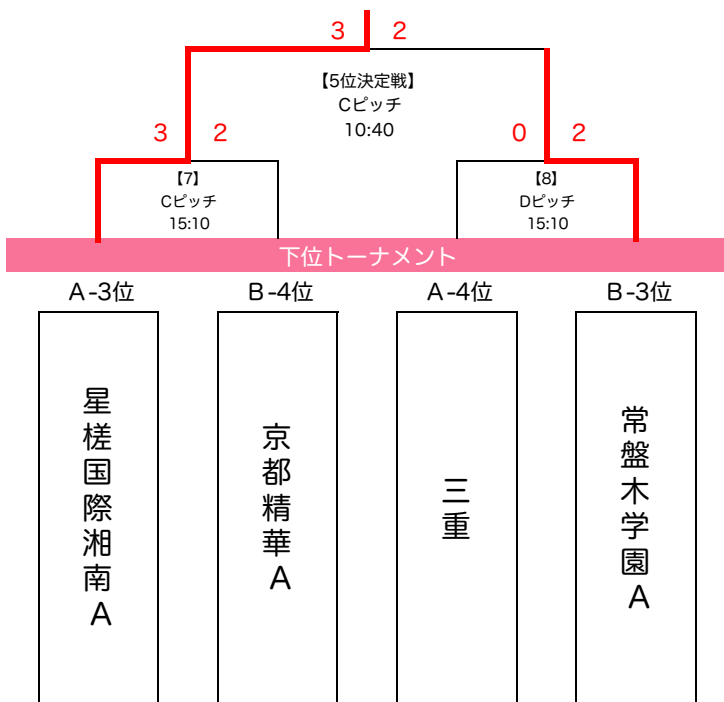 3 2
【5位決定戦】
Cピッチ
10:40
3 2
0 2
【7】
Cピッチ
15:10
【8】
Dピッチ
15:10
下位トーナメント
A-3位
B-4位
A-4位
B-3位
星槎国際湘南A
京都精華A
三重
常盤木学園A